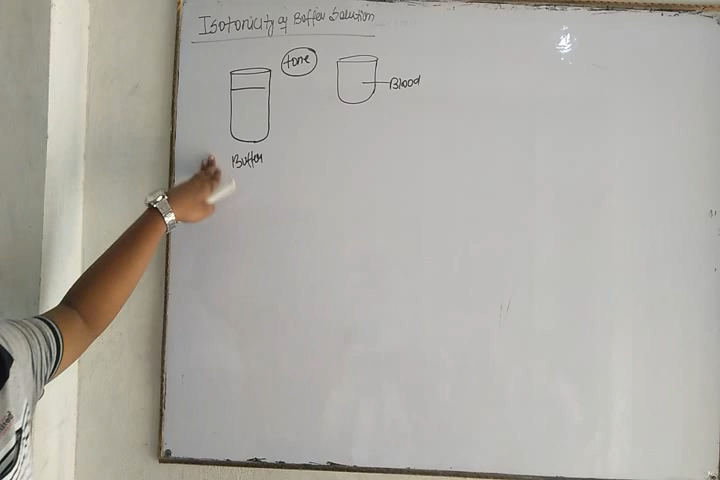 Isotonicity of Buffer Solution
tone
Blood
Buffer